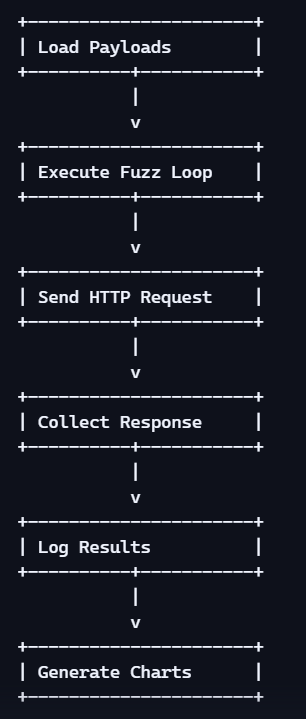 +----------------------+
| Load Payloads        |
+----------+-----------+
           |
           v
+----------------------+
| Execute Fuzz Loop    |
+----------+-----------+
           |
           v
+----------------------+
| Send HTTP Request    |
+----------+-----------+
           |
           v
+----------------------+
| Collect Response     |
+----------+-----------+
           |
           v
+----------------------+
| Log Results          |
+----------+-----------+
           |
           v
+----------------------+
| Generate Charts      |
+----------------------+